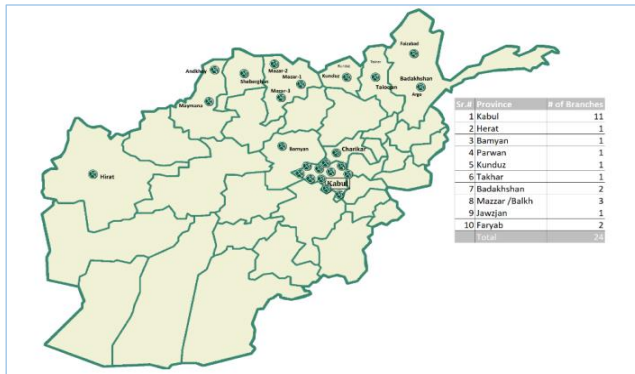 Faizabad
Andkhoy
Mazar-2
Sheberghan
Mazar-1
Kunduz
Taloqan
Badakhshan
Argo
Mazar-3
Maymona
Bamyan
Charikar
Hirat
Kabul
Sr.# Province # of Branches
1 Kabul 11
2 Herat 1
3 Bamyan 1
4 Parwan 1
5 Kunduz 1
6 Takhar 1
7 Badakhshan 2
8 Mazzar /Balkh 3
9 Jawzjan 1
10 Faryab 2
Total 24